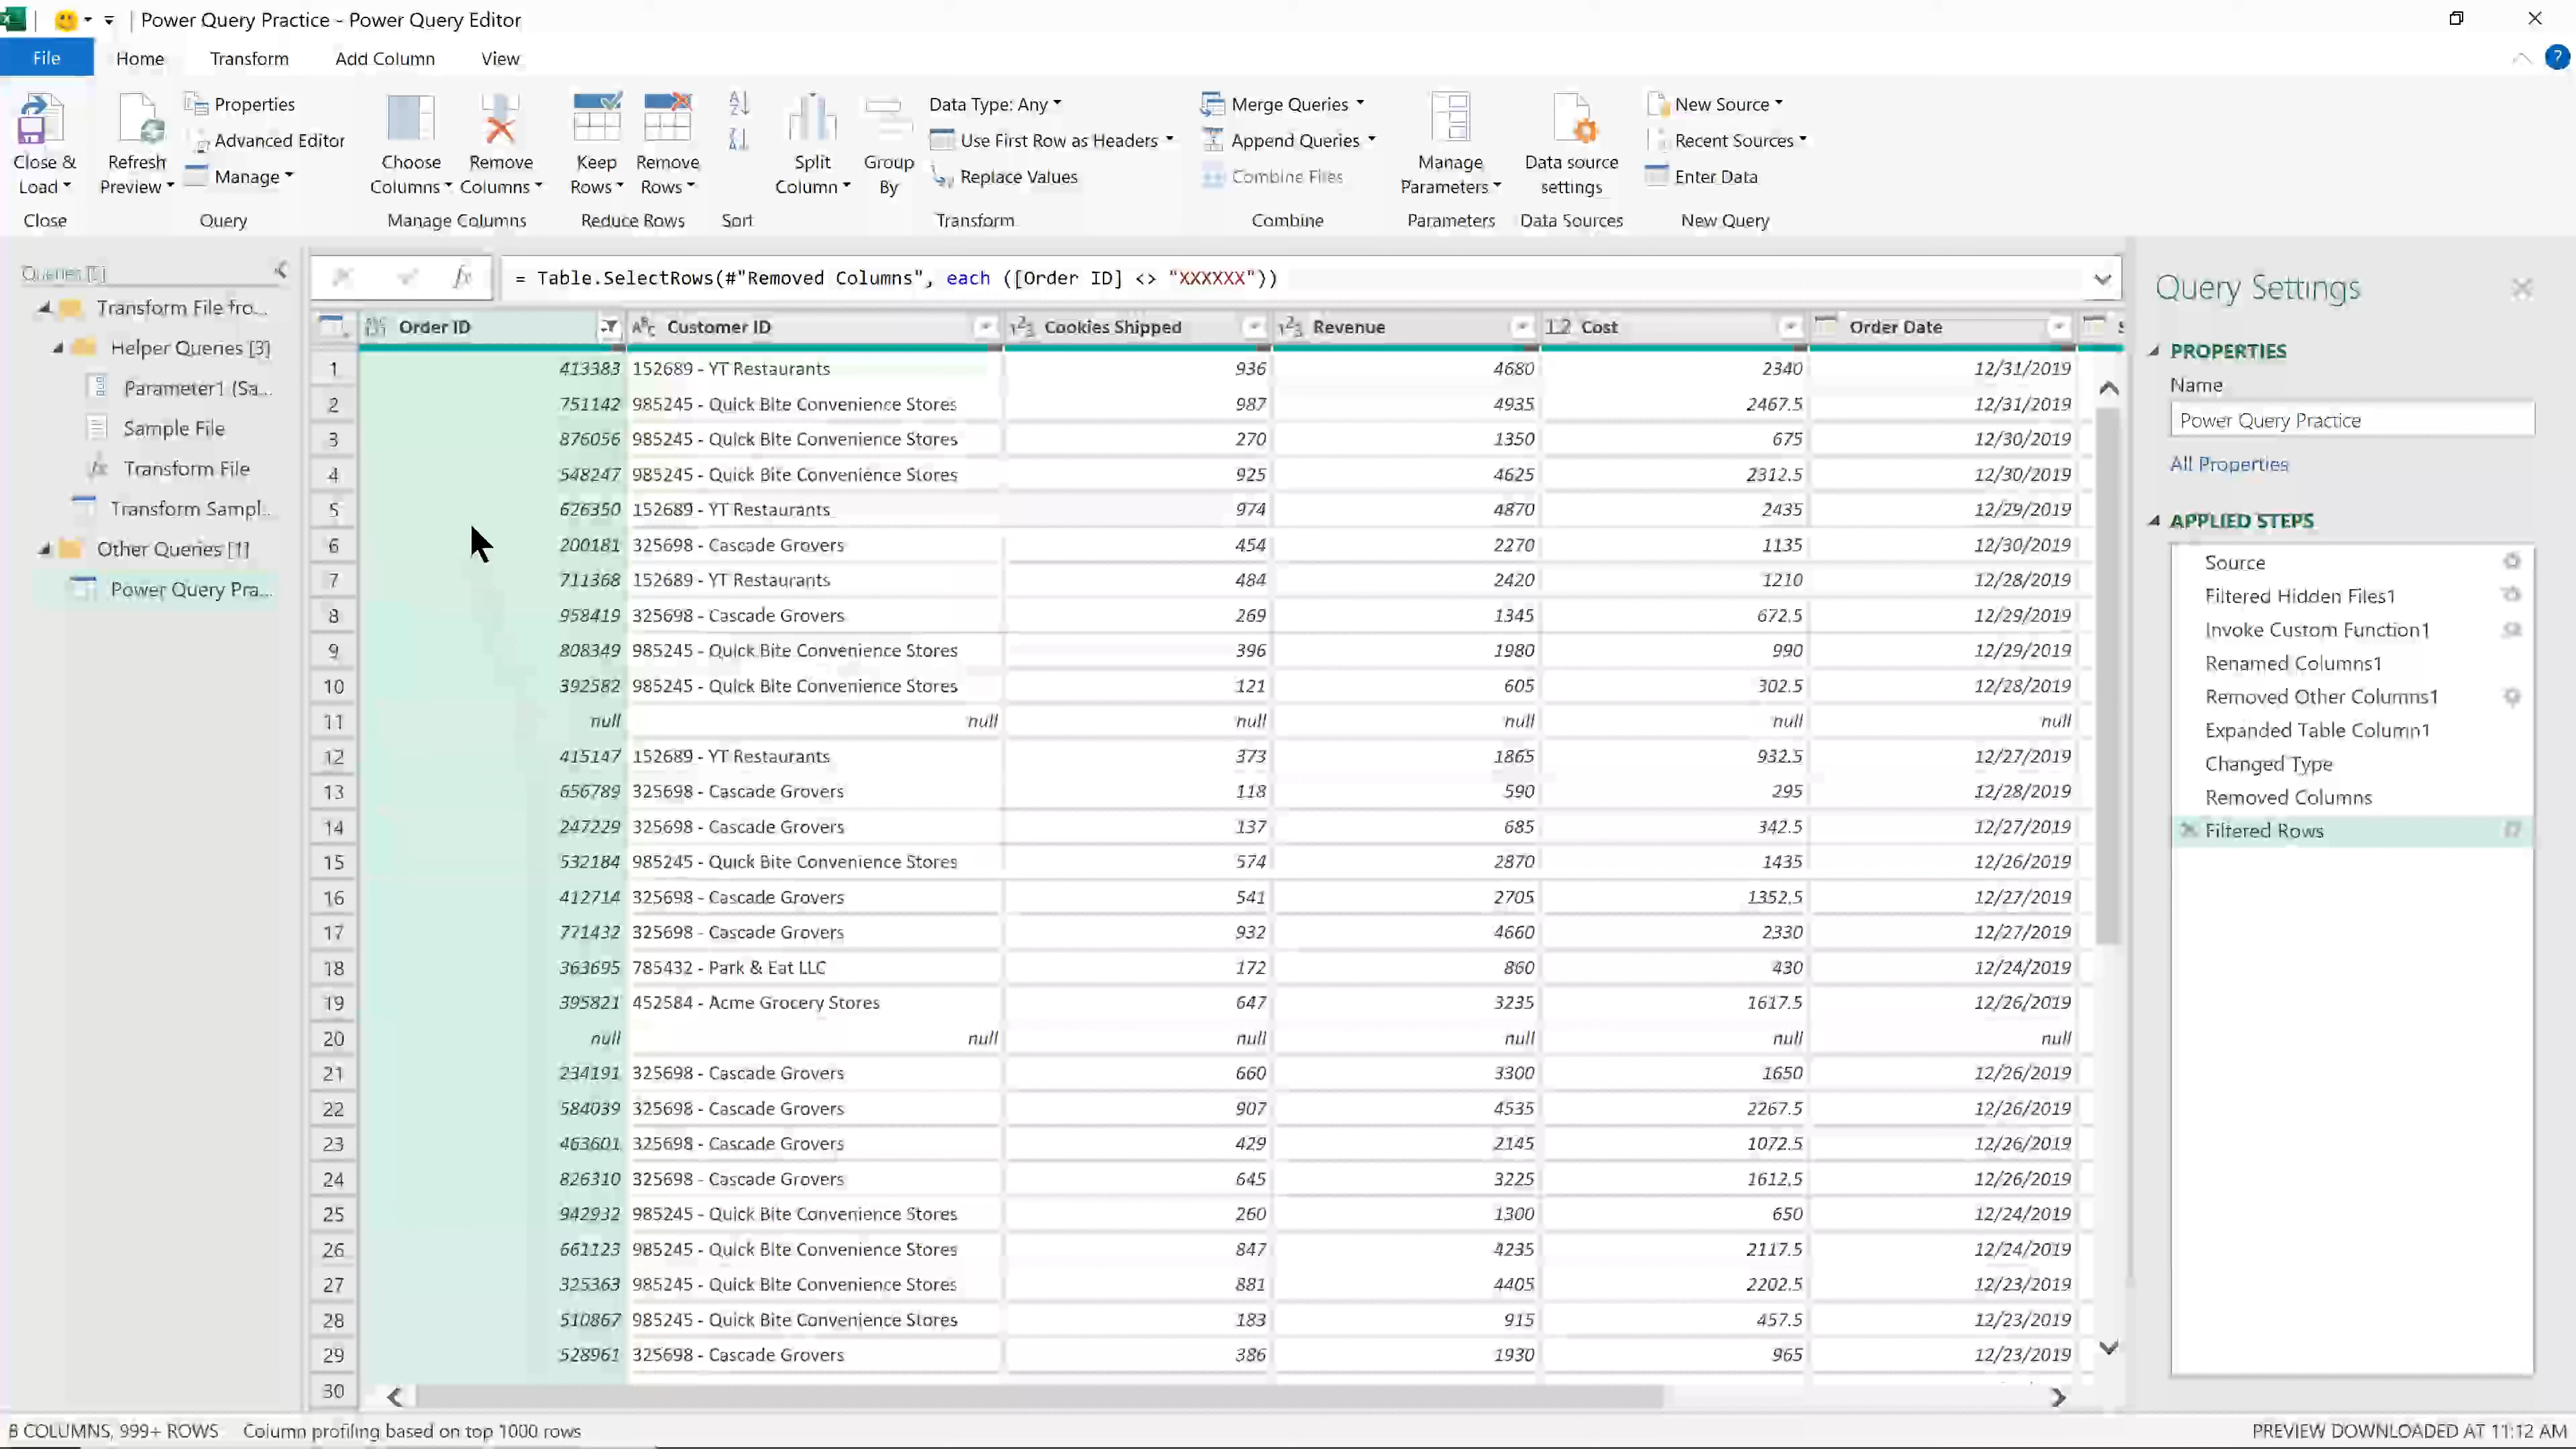 Power Query Practice - Power Query Editor
File Home Transform Add Column View
Close & Load
Refresh Preview
Properties
Advanced Editor
Manage
Choose Columns
Remove Columns
Keep Rows
Remove Rows
Split Column
Group By
Data Type: Any
Use First Row as Headers
Replace Values
Merge Queries
Append Queries
Combine Files
Manage Parameters
Data source settings
New Source
Recent Sources
Enter Data
Close Query Manage Columns Reduce Rows Sort Transform Combine Parameters Data Sources New Query
Transform File fro...
Helper Queries [3]
Parameter1 (Sa...
Sample File
Transform File
Transform Sampl...
Other Queries [1]
Power Query Pra...
fx = Table.SelectRows(#"Removed Columns", each ([Order ID] <> "XXXXXX"))
Order ID Customer ID Cookies Shipped Revenue Cost Order Date
1 413383 152689 - YT Restaurants 936 4680 2340 12/31/2019
2 751142 985245 - Quick Bite Convenience Stores 987 4935 2467.5 12/31/2019
3 876056 985245 - Quick Bite Convenience Stores 270 1350 675 12/30/2019
4 548247 985245 - Quick Bite Convenience Stores 925 4625 2312.5 12/30/2019
5 626350 152689 - YT Restaurants 974 4870 2435 12/29/2019
6 200181 325698 - Cascade Grovers 454 2270 1135 12/30/2019
7 711368 152689 - YT Restaurants 484 2420 1210 12/28/2019
8 958419 325698 - Cascade Grovers 269 1345 672.5 12/29/2019
9 808349 985245 - Quick Bite Convenience Stores 396 1980 990 12/29/2019
10 392582 985245 - Quick Bite Convenience Stores 121 605 302.5 12/28/2019
11 null null null null null null
12 415147 152689 - YT Restaurants 373 1865 932.5 12/27/2019
13 656789 325698 - Cascade Grovers 118 590 295 12/28/2019
14 247229 325698 - Cascade Grovers 137 685 342.5 12/27/2019
15 532184 985245 - Quick Bite Convenience Stores 574 2870 1435 12/26/2019
16 412714 325698 - Cascade Grovers 541 2705 1352.5 12/27/2019
17 771432 325698 - Cascade Grovers 932 4660 2330 12/27/2019
18 363695 785432 - Park & Eat LLC 172 860 430 12/24/2019
19 395821 452584 - Acme Grocery Stores 647 3235 1617.5 12/26/2019
20 null null null null null null
21 234191 325698 - Cascade Grovers 660 3300 1650 12/26/2019
22 584039 325698 - Cascade Grovers 907 4535 2267.5 12/26/2019
23 463601 325698 - Cascade Grovers 429 2145 1072.5 12/26/2019
24 826310 325698 - Cascade Grovers 645 3225 1612.5 12/26/2019
25 942932 985245 - Quick Bite Convenience Stores 260 1300 650 12/24/2019
26 661123 985245 - Quick Bite Convenience Stores 847 4235 2117.5 12/24/2019
27 325363 985245 - Quick Bite Convenience Stores 881 4405 2202.5 12/23/2019
28 510867 985245 - Quick Bite Convenience Stores 183 915 457.5 12/23/2019
29 528961 325698 - Cascade Grovers 386 1930 965 12/23/2019
30
Query Settings
PROPERTIES
Name
Power Query Practice
All Properties
APPLIED STEPS
Source
Filtered Hidden Files1
Invoke Custom Function1
Renamed Columns1
Removed Other Columns1
Expanded Table Column1
Changed Type
Removed Columns
Filtered Rows
8 COLUMNS, 999+ ROWS Column profiling based on top 1000 rows PREVIEW DOWNLOADED AT 11:12 AM